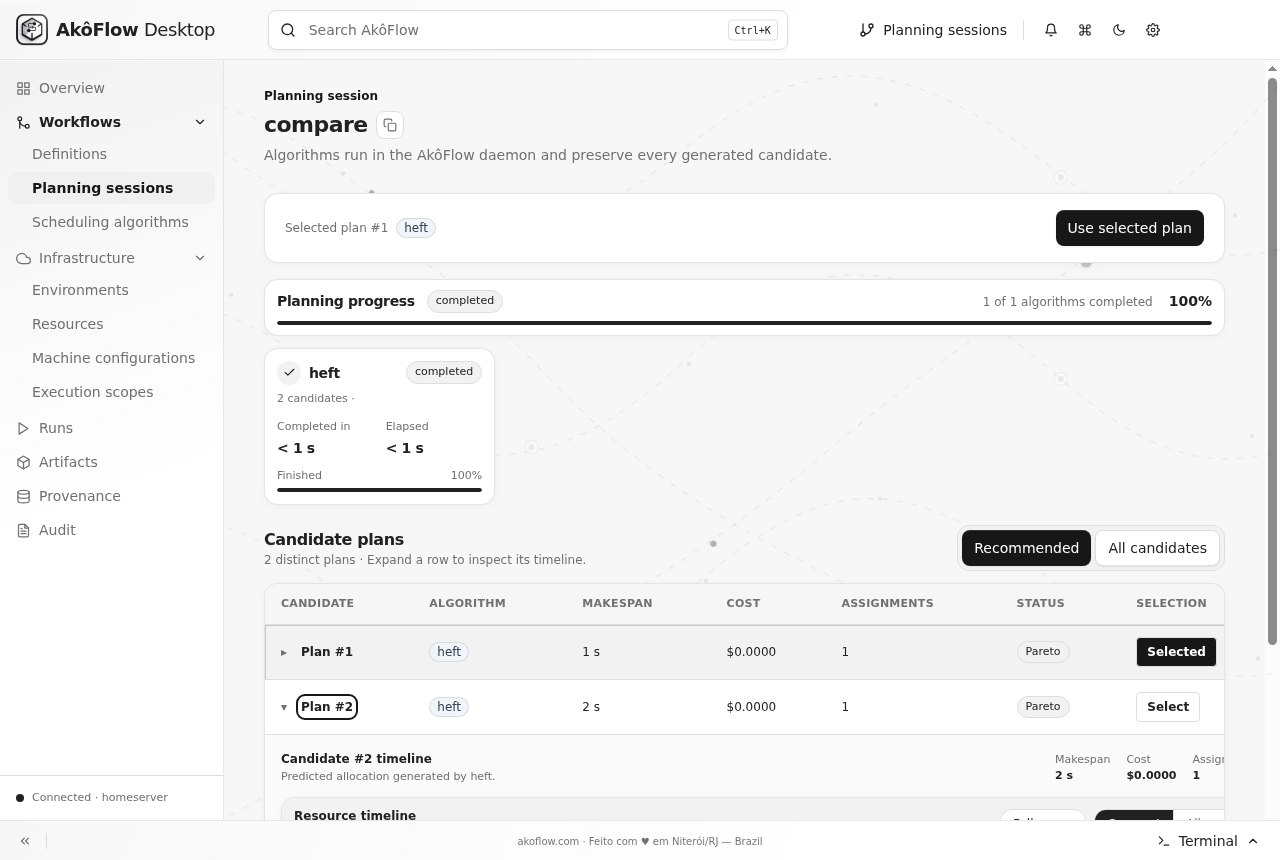 AkôFlow Desktop
Search AkôFlow
Ctrl+K
Planning sessions
Overview
Workflows
Definitions
Planning sessions
Scheduling algorithms
Infrastructure
Environments
Resources
Machine configurations
Execution scopes
Runs
Artifacts
Provenance
Audit
Connected · homeserver
Planning session
compare
Algorithms run in the AkôFlow daemon and preserve every generated candidate.
Selected plan #1 heft
Use selected plan
Planning progress completed
1 of 1 algorithms completed 100%
heft completed
2 candidates ·
Completed in Elapsed
< 1 s < 1 s
Finished 100%
Candidate plans
2 distinct plans · Expand a row to inspect its timeline.
Recommended All candidates
CANDIDATE ALGORITHM MAKESPAN COST ASSIGNMENTS STATUS SELECTION
Plan #1 heft 1 s $0.0000 1 Pareto Selected
Plan #2 heft 2 s $0.0000 1 Pareto Select
Candidate #2 timeline
Predicted allocation generated by heft.
Makespan Cost
2 s $0.0000 1
Resource timeline
akoflow.com · Feito com ♥ em Niterói/RJ — Brazil
Terminal